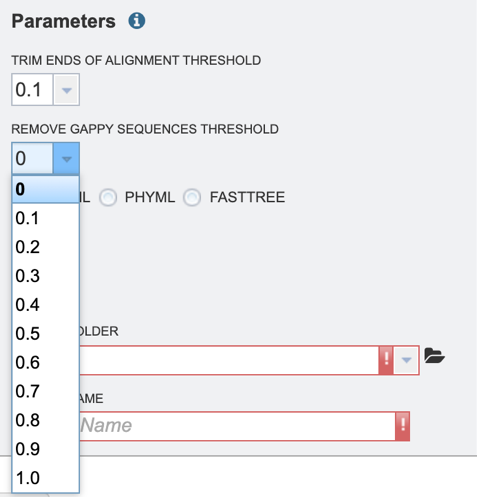 Parameters
TRIM ENDS OF ALIGNMENT THRESHOLD
0.1
REMOVE GAPPY SEQUENCES THRESHOLD
0
0
IL PHYML FASTTREE
0.1
0.2
0.3
0.4
0.5
OLDER
0.6
!
0.7
AME
0.8
Name
!
0.9
1.0